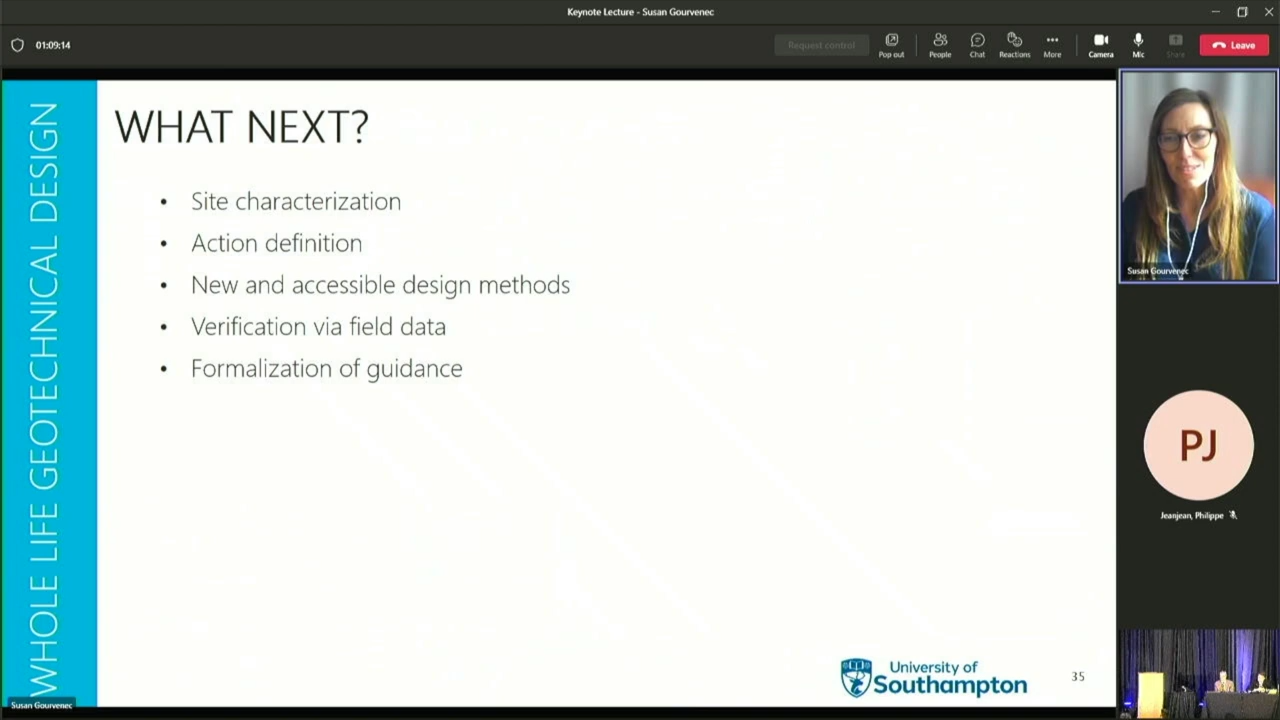 Keynote Lecture - Susan Gourvenec
01:09:14
Request control
Pop out
People
Chat
Reactions
More
Camera
Mic
Share
Leave
WHOLE LIFE GEOTECHNICAL DESIGN
WHAT NEXT?
• Site characterization
• Action definition
• New and accessible design methods
• Verification via field data
• Formalization of guidance
University of
Southampton
35
Susan Gourvenec
Susan Gourvenec
PJ
Jeanjean, Philippe